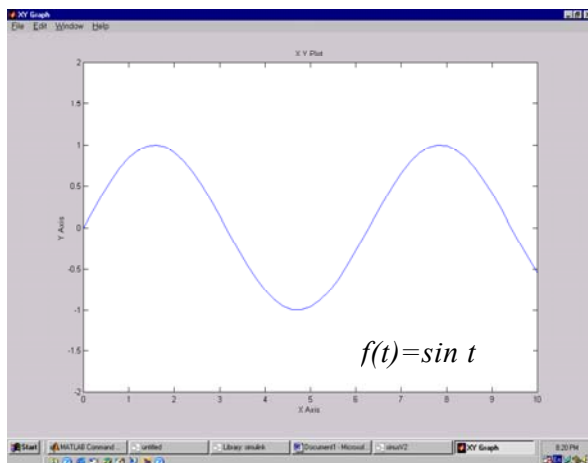 XY Graph
File Edit Window Help
X Y Plot
2
1.5
1
0.5
0
-0.5
-1
-1.5
-2
Y Axis
f(t)=sin t
0 1 2 3 4 5 6 7 8 9 10
X Axis
Start MATLAB Command ... untitled Library: simulink Document1 - Microsof... XY Graph 8:20 PM